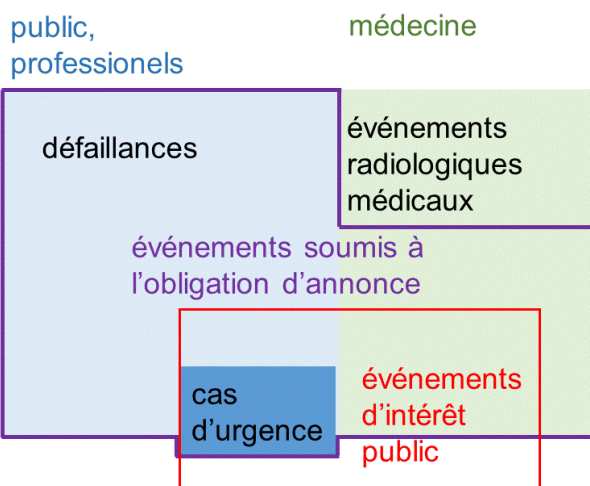 public,
professionels
médecine
défaillances
événements
radiologiques
médicaux
événements soumis à
l’obligation d’annonce
cas
d’urgence
événements
d’intérêt
public